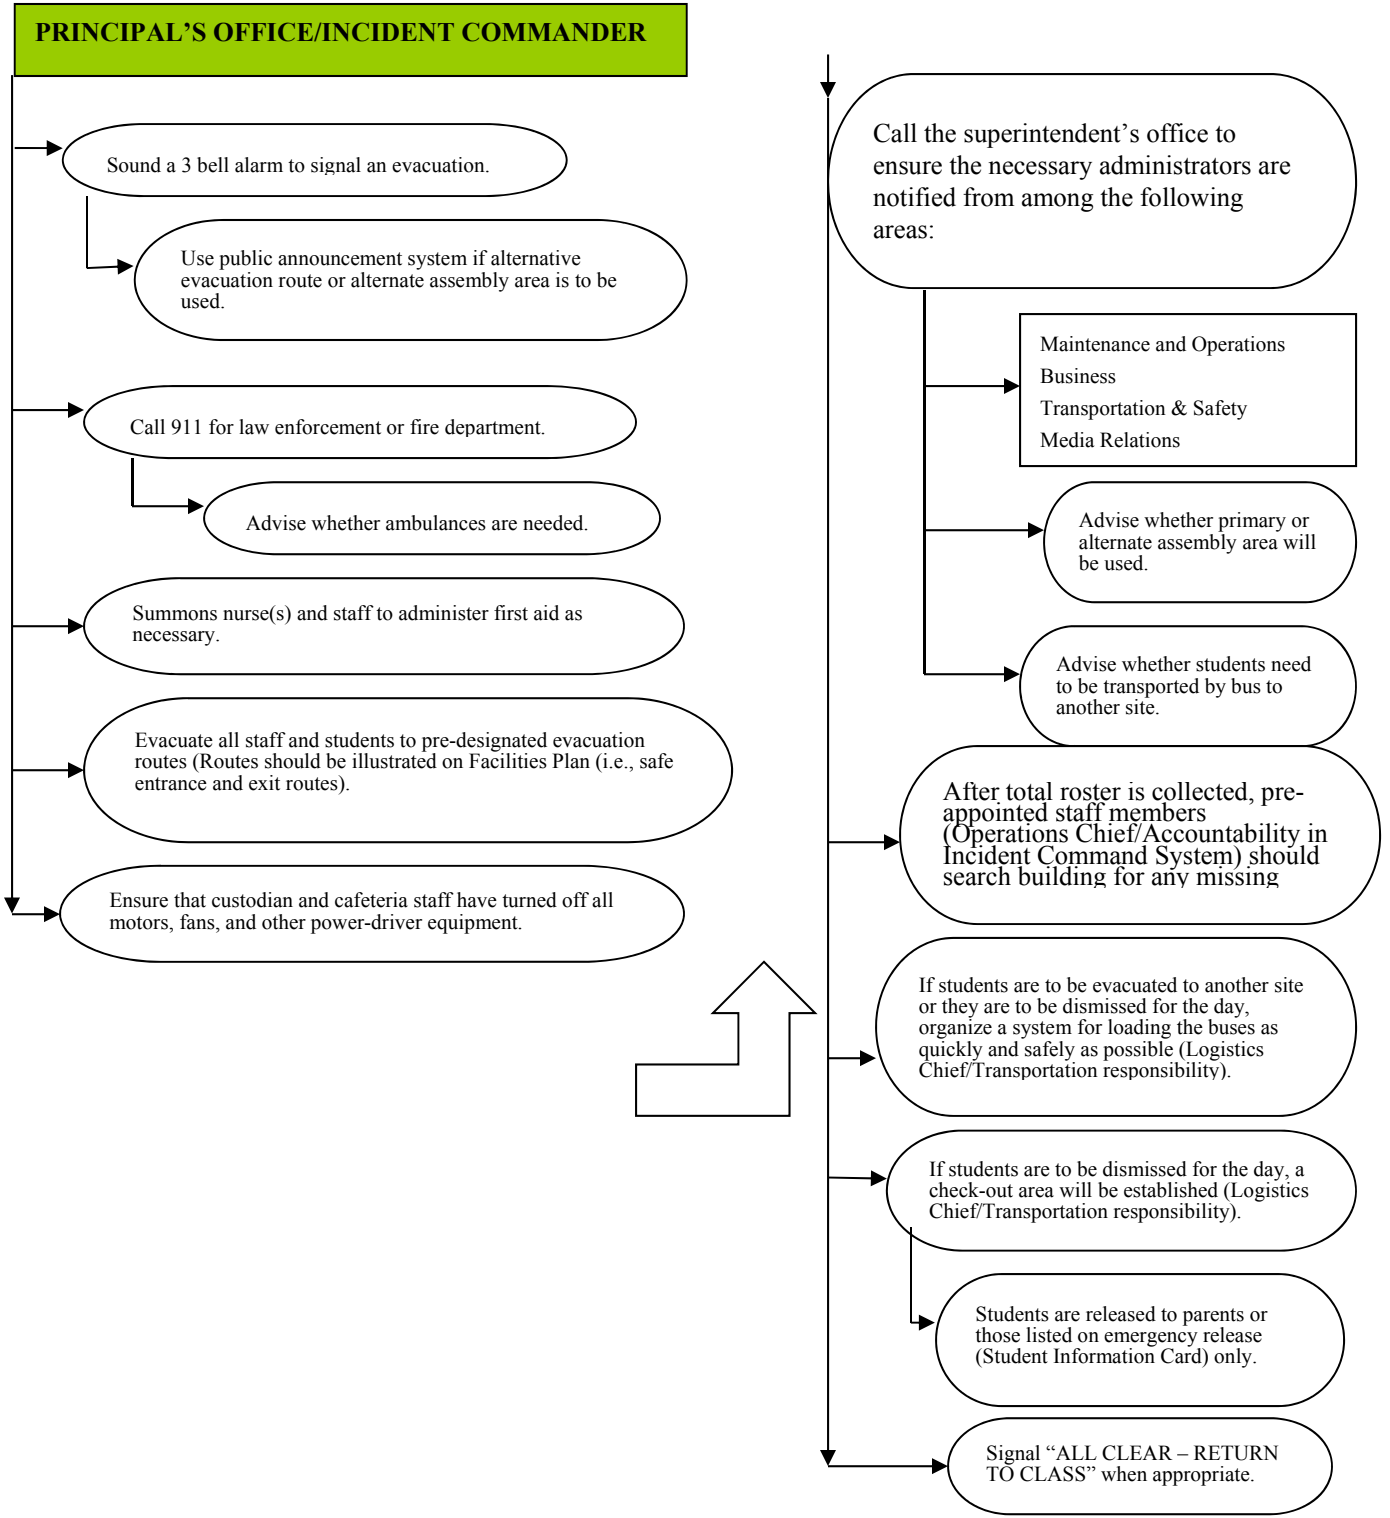 PRINCIPAL’S OFFICE/INCIDENT COMMANDER
Sound a 3 bell alarm to signal an evacuation.
Use public announcement system if alternative
evacuation route or alternate assembly area is to be
used.
Call 911 for law enforcement or fire department.
Advise whether ambulances are needed.
Summons nurse(s) and staff to administer first aid as
necessary.
Evacuate all staff and students to pre-designated evacuation
routes (Routes should be illustrated on Facilities Plan (i.e., safe
entrance and exit routes).
Ensure that custodian and cafeteria staff have turned off all
motors, fans, and other power-driver equipment.
Call the superintendent’s office to
ensure the necessary administrators are
notified from among the following
areas:
Maintenance and Operations
Business
Transportation & Safety
Media Relations
Advise whether primary or
alternate assembly area will
be used.
Advise whether students need
to be transported by bus to
another site.
After total roster is collected, pre-
appointed staff members
(Operations Chief/Accountability in
Incident Command System) should
search building for any missing
If students are to be evacuated to another site
or they are to be dismissed for the day,
organize a system for loading the buses as
quickly and safely as possible (Logistics
Chief/Transportation responsibility).
If students are to be dismissed for the day, a
check-out area will be established (Logistics
Chief/Transportation responsibility).
Students are released to parents or
those listed on emergency release
(Student Information Card) only.
Signal “ALL CLEAR – RETURN
TO CLASS” when appropriate.